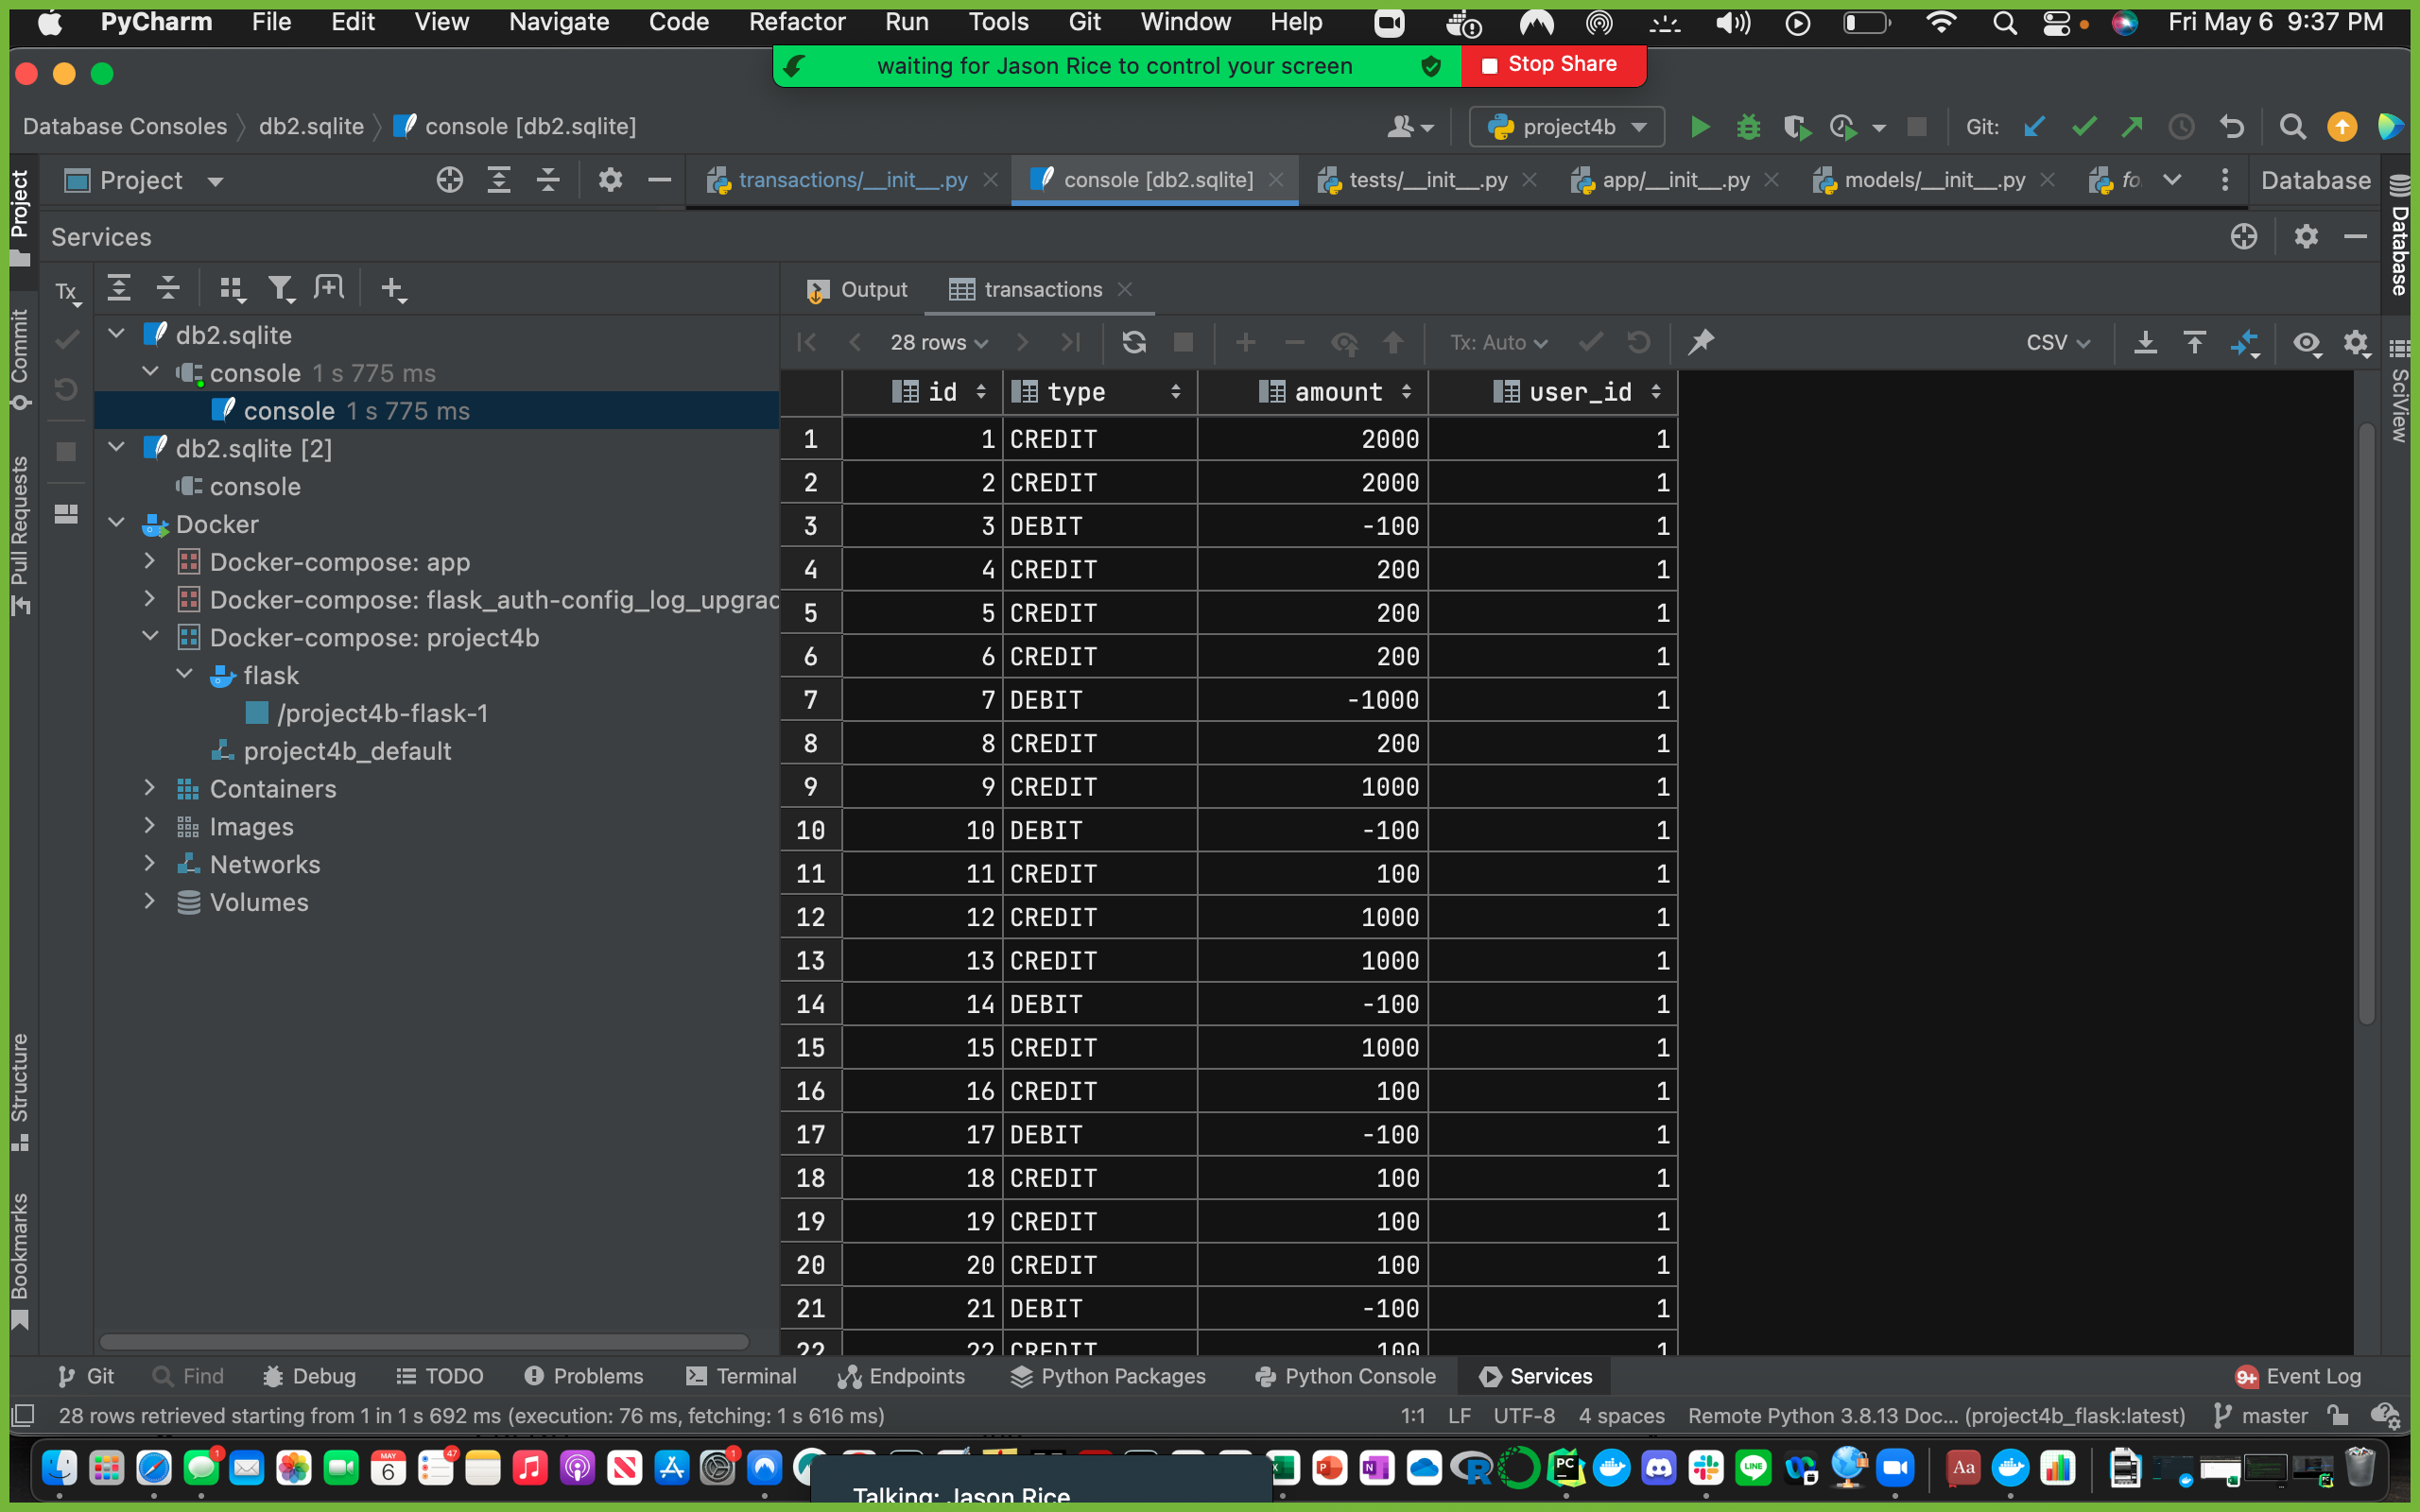 PyCharm File Edit View Navigate Code Refactor Run Tools Git Window Help Fri May 6 9:37 PM
waiting for Jason Rice to control your screen Stop Share
Database Consoles db2.sqlite console [db2.sqlite] project4b Git:
Project transactions/__init__.py console [db2.sqlite] tests/__init__.py app/__init__.py models/__init__.py fo Database
Project
Commit
Pull Requests
Structure
Bookmarks
Database
SciView
Services
Tx
Output transactions
28 rows Tx: Auto CSV
db2.sqlite
console 1 s 775 ms
console 1 s 775 ms
db2.sqlite [2]
console
Docker
Docker-compose: app
Docker-compose: flask_auth-config_log_upgrad
Docker-compose: project4b
flask
/project4b-flask-1
project4b_default
Containers
Images
Networks
Volumes
id type amount user_id
1 1 CREDIT 2000 1
2 2 CREDIT 2000 1
3 3 DEBIT -100 1
4 4 CREDIT 200 1
5 5 CREDIT 200 1
6 6 CREDIT 200 1
7 7 DEBIT -1000 1
8 8 CREDIT 200 1
9 9 CREDIT 1000 1
10 10 DEBIT -100 1
11 11 CREDIT 100 1
12 12 CREDIT 1000 1
13 13 CREDIT 1000 1
14 14 DEBIT -100 1
15 15 CREDIT 1000 1
16 16 CREDIT 100 1
17 17 DEBIT -100 1
18 18 CREDIT 100 1
19 19 CREDIT 100 1
20 20 CREDIT 100 1
21 21 DEBIT -100 1
22 22 CREDIT 100 1
Git Find Debug TODO Problems Terminal Endpoints Python Packages Python Console Services 9+ Event Log
28 rows retrieved starting from 1 in 1 s 692 ms (execution: 76 ms, fetching: 1 s 616 ms) 1:1 LF UTF-8 4 spaces Remote Python 3.8.13 Doc... (project4b_flask:latest) master
1 MAY 6 47 1 P N R PC LINE Aa
Talking: Jason Rice